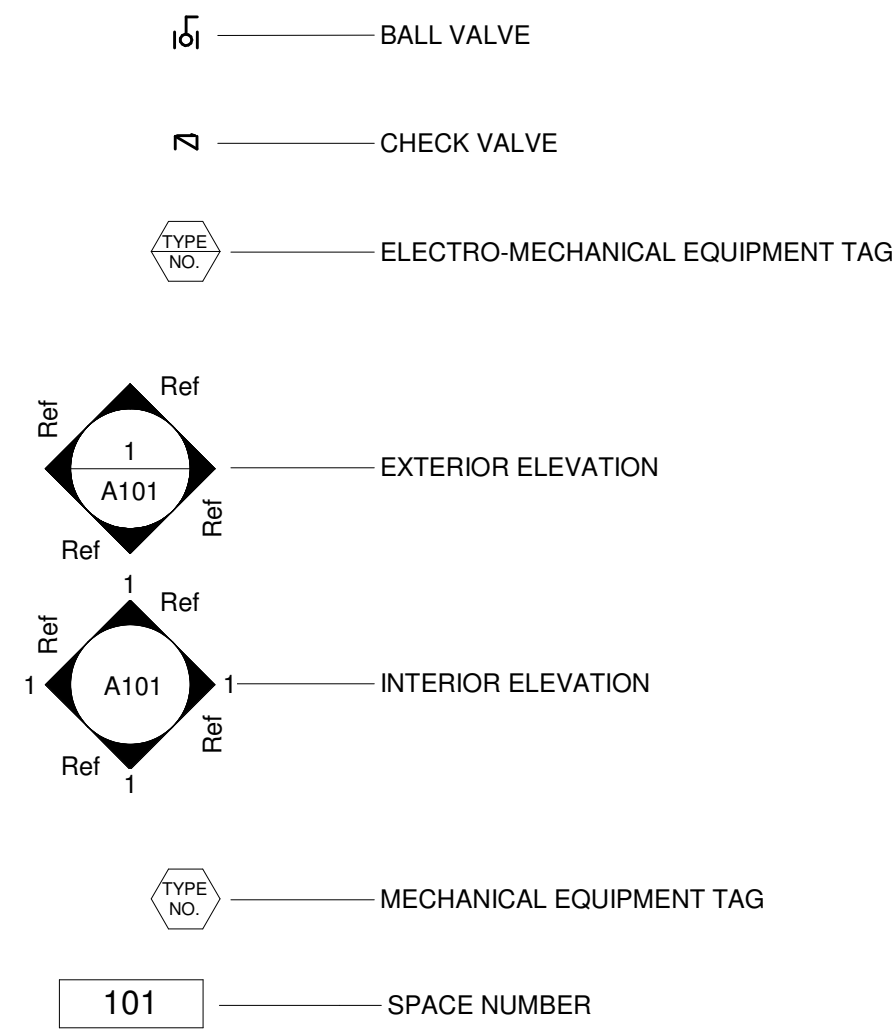 BALL VALVE
CHECK VALVE
TYPE
NO.
ELECTRO-MECHANICAL EQUIPMENT TAG
Ref
Ref
1
A101
Ref
Ref
EXTERIOR ELEVATION
1
Ref
Ref
1
A101
1
Ref
Ref
1
INTERIOR ELEVATION
TYPE
NO.
MECHANICAL EQUIPMENT TAG
101
SPACE NUMBER